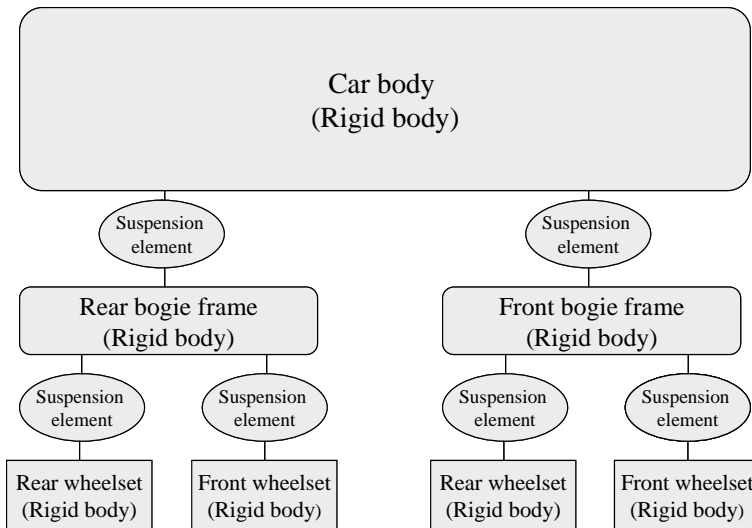 Car body
(Rigid body)
Suspension
element
Suspension
element
Rear bogie frame
(Rigid body)
Front bogie frame
(Rigid body)
Suspension
element
Suspension
element
Suspension
element
Suspension
element
Rear wheelset
(Rigid body)
Front wheelset
(Rigid body)
Rear wheelset
(Rigid body)
Front wheelset
(Rigid body)